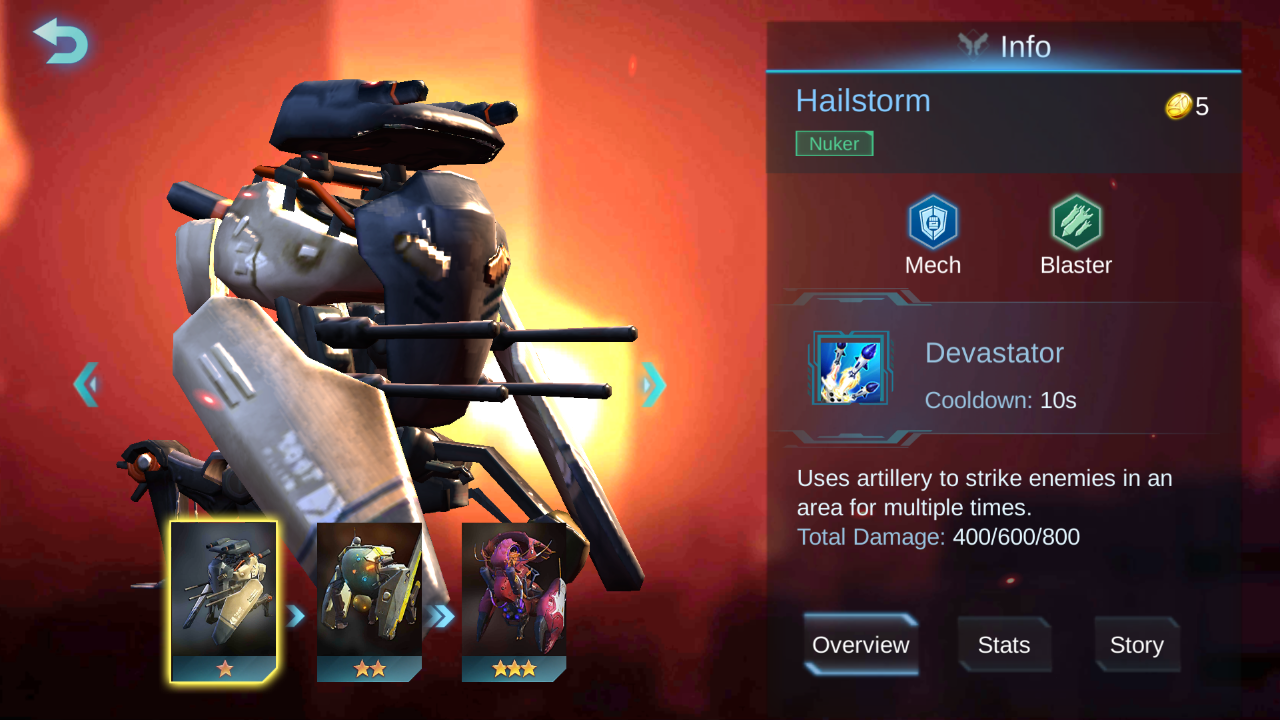 Info
Hailstorm
5
Nuker
Mech
Blaster
Devastator
Cooldown: 10s
Uses artillery to strike enemies in an
area for multiple times.
Total Damage: 400/600/800
Overview
Stats
Story